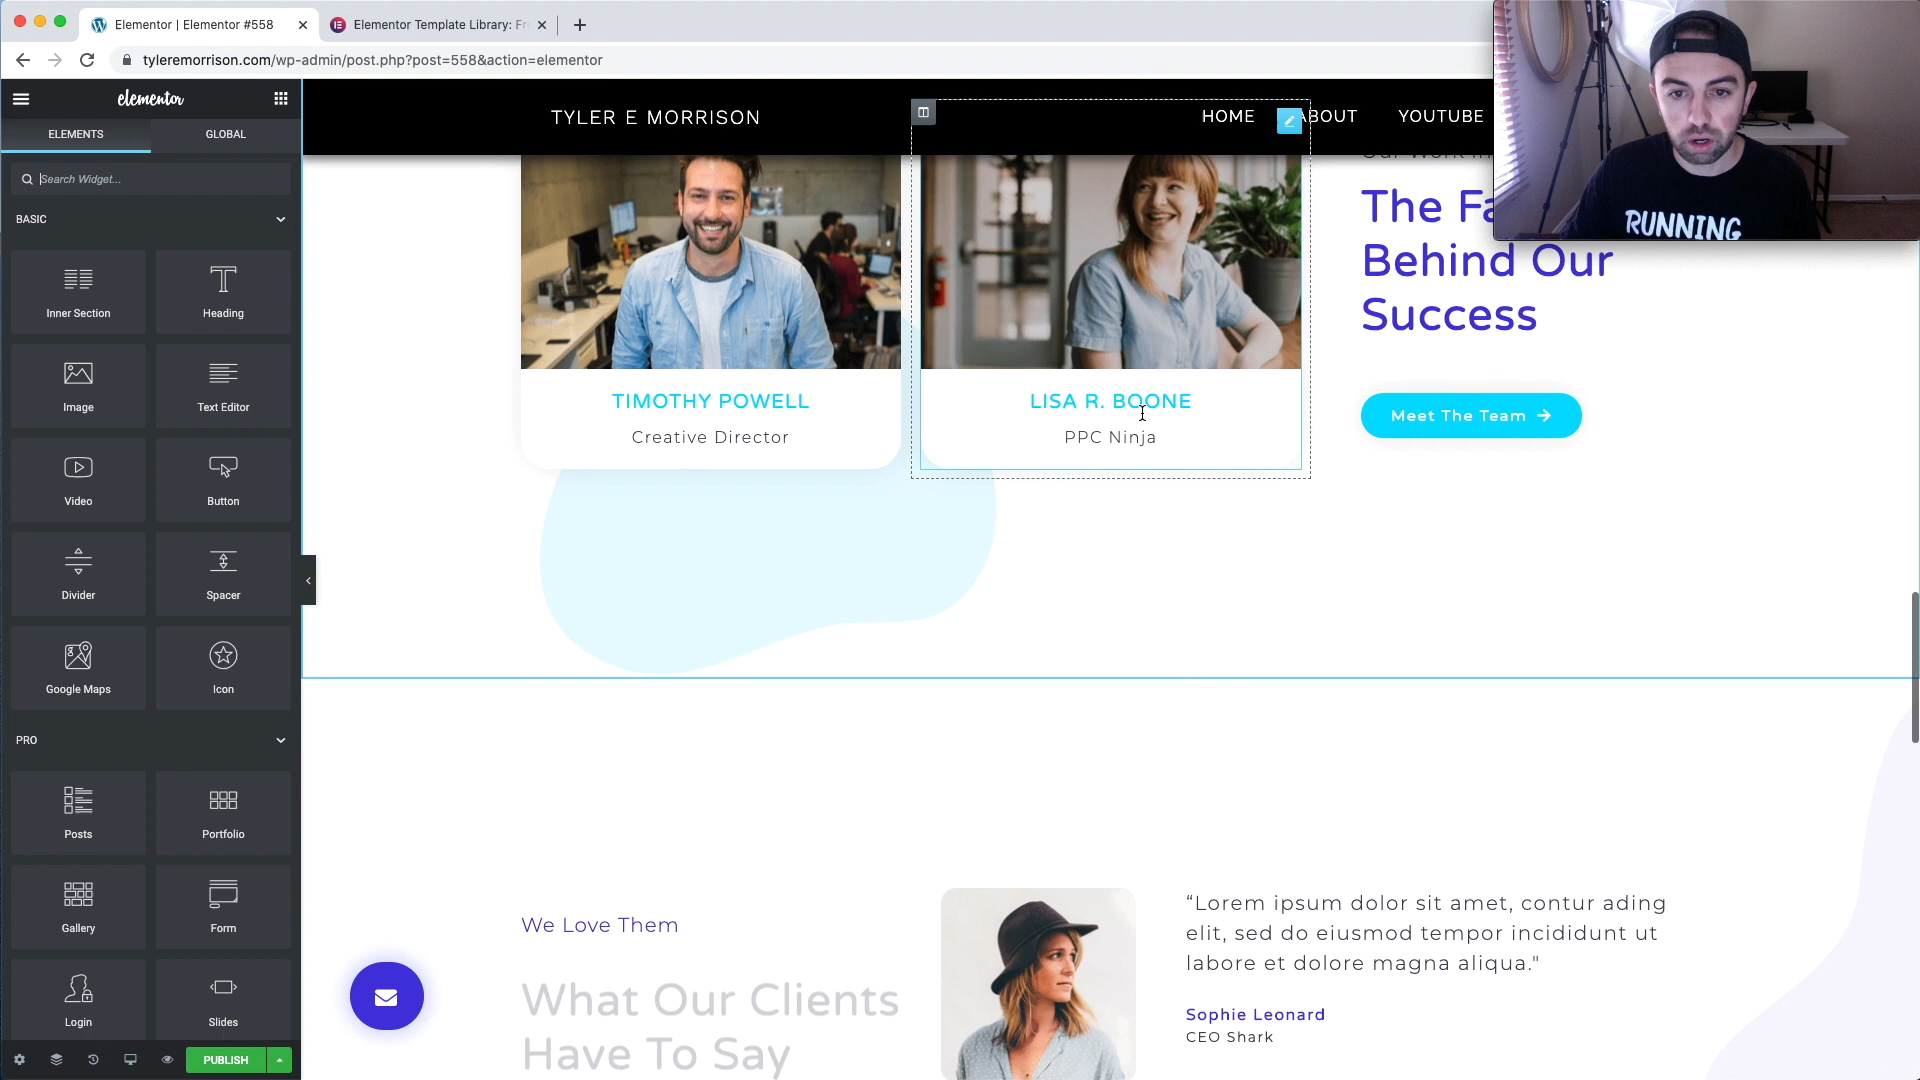 Elementor | Elementor #558
Elementor Template Library: Fr
tyleremorrison.com/wp-admin/post.php?post=558&action=elementor
elementor
ELEMENTS
GLOBAL
Search Widget...
BASIC
Inner Section
Heading
Image
Text Editor
Video
Button
Divider
Spacer
Google Maps
Icon
PRO
Posts
Portfolio
Gallery
Form
Login
Slides
PUBLISH
TYLER E MORRISON
HOME
ABOUT
YOUTUBE
RUNNING
The Fa
Behind Our
Success
Meet The Team
TIMOTHY POWELL
Creative Director
LISA R. BOONE
PPC Ninja
We Love Them
What Our Clients
Have To Say
“Lorem ipsum dolor sit amet, contur ading
elit, sed do eiusmod tempor incididunt ut
labore et dolore magna aliqua."
Sophie Leonard
CEO Shark